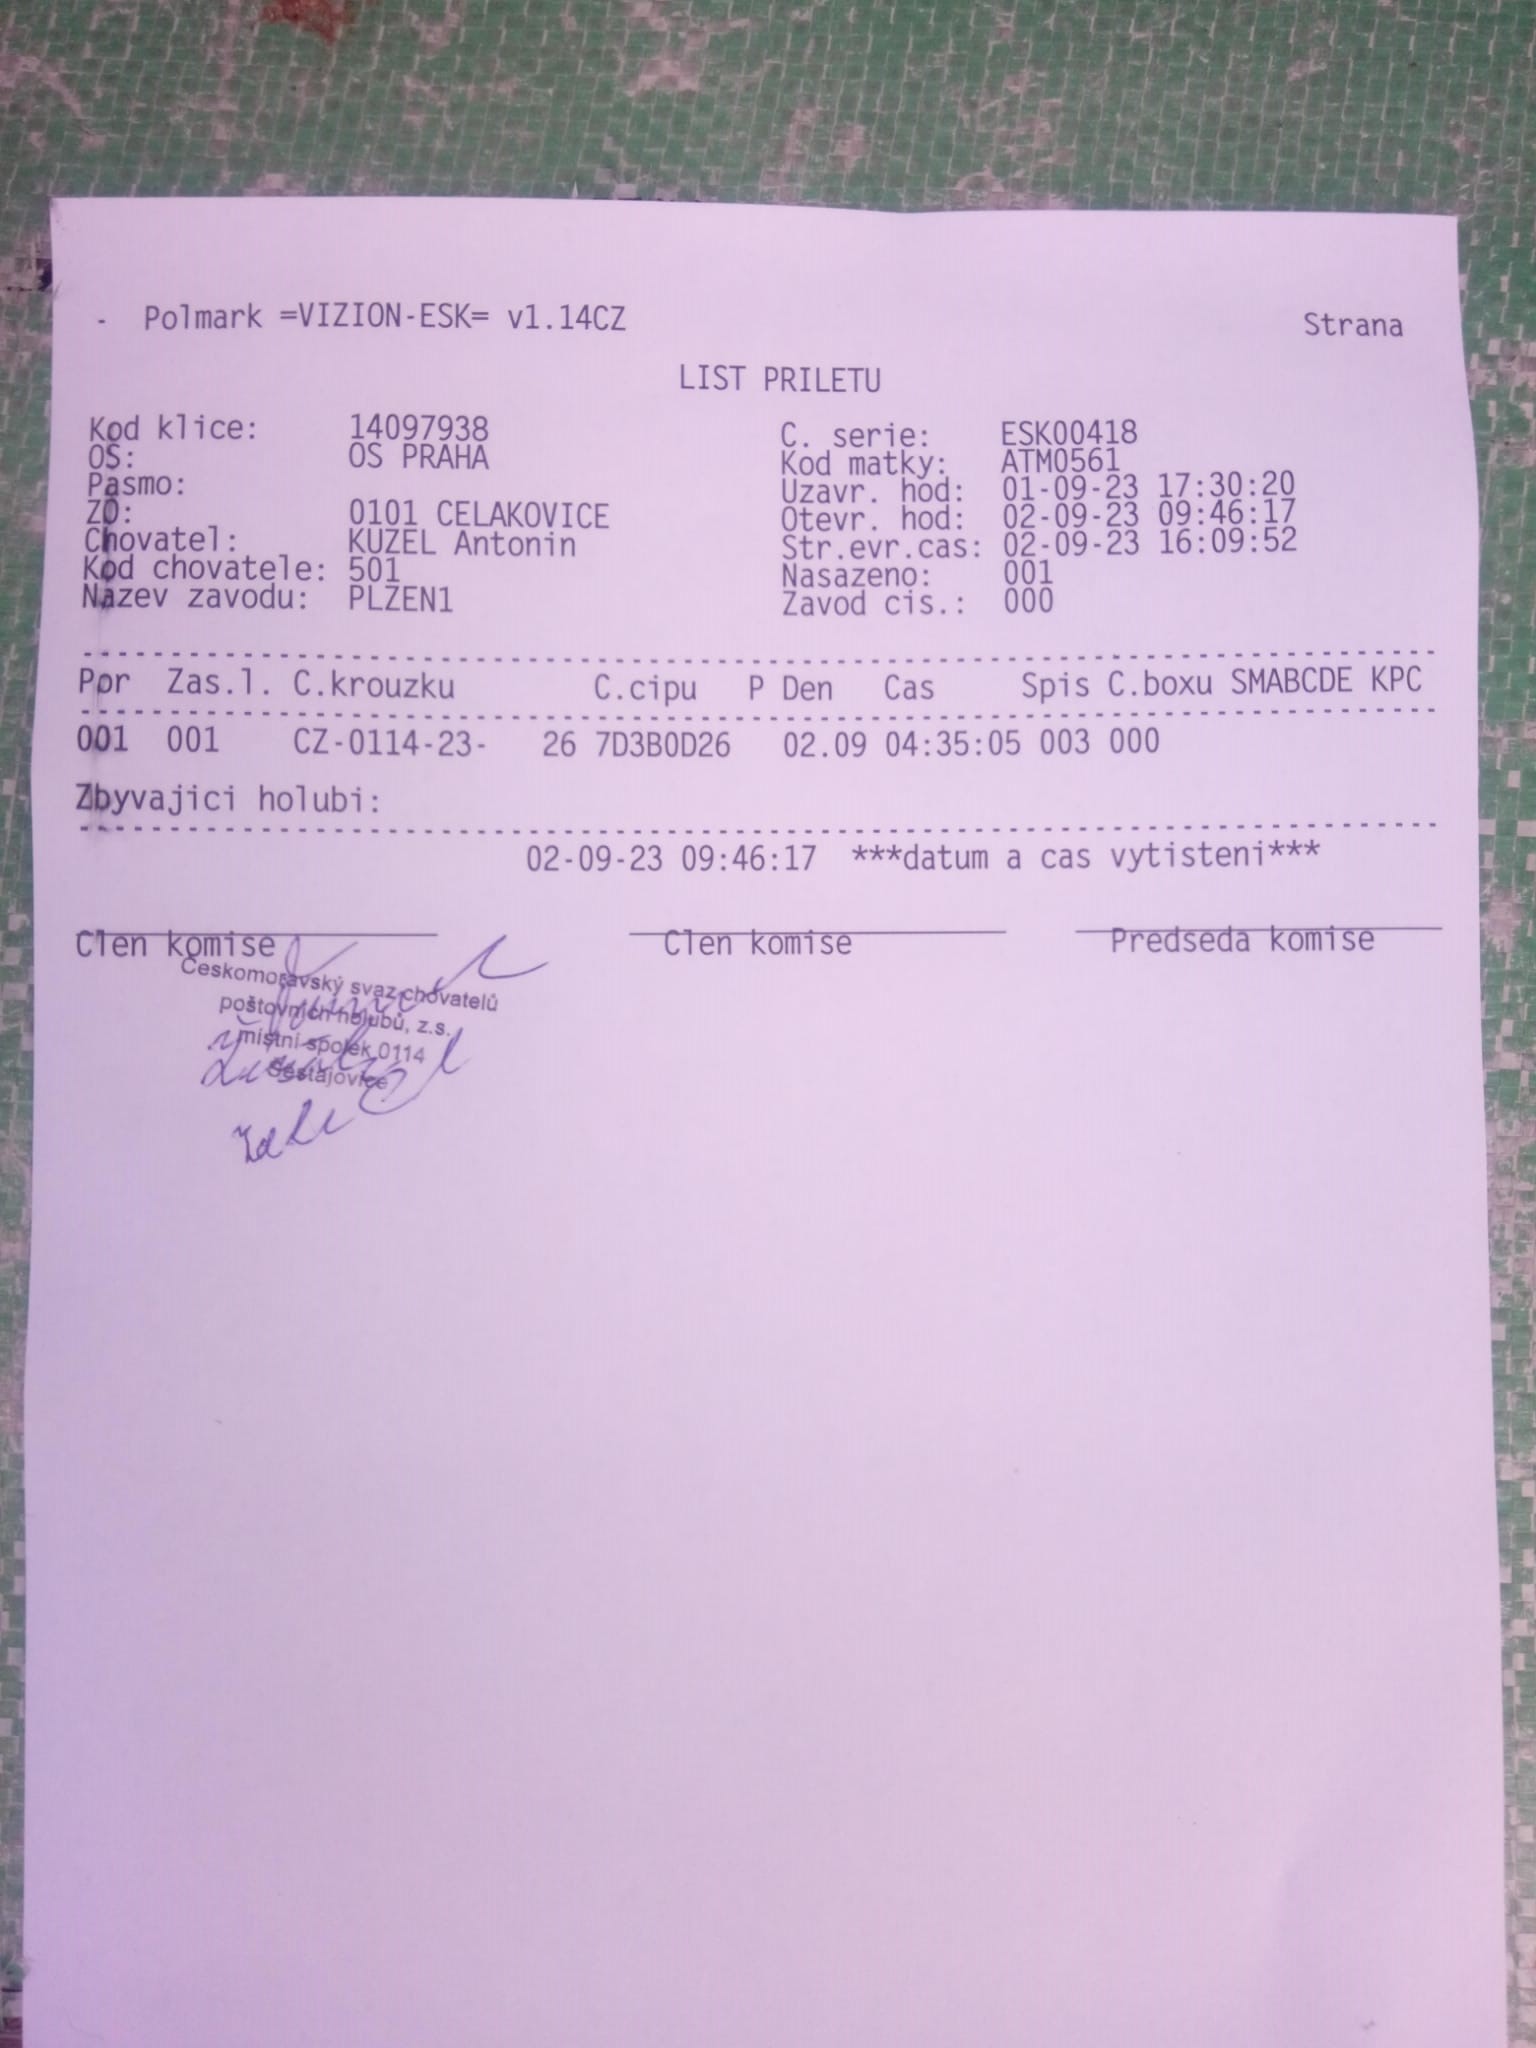 - Polmark =VIZION-ESK= v1.14CZ Strana
LIST PRILETU
Kod klice: 14097938 C. serie: ESK00418
OS: OS PRAHA Kod matky: ATM0561
Pasmo: Uzavr. hod: 01-09-23 17:30:20
ZO: 0101 CELAKOVICE Otevr. hod: 02-09-23 09:46:17
Chovatel: KUZEL Antonin Str.evr.cas: 02-09-23 16:09:52
Kod chovatele: 501 Nasazeno: 001
Nazev zavodu: PLZEN1 Zavod cis.: 000
Por Zas.l. C.krouzku C.cipu P Den Cas Spis C.boxu SMABCDE KPC
001 001 CZ-0114-23- 26 7D3B0D26 02.09 04:35:05 003 000
Zbyvajici holubi:
02-09-23 09:46:17 ***datum a cas vytisteni***
Clen komise Clen komise Predseda komise
Českomoravský svaz chovatelů
poštovních holubů, z.s.
místní spolek 0114
Šestajovice